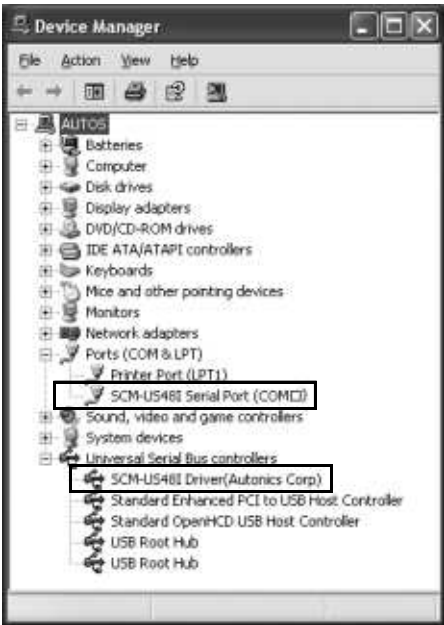 Device Manager
File Action View Help
AUTOS
Batteries
Computer
Disk drives
Display adapters
DVD/CD-ROM drives
IDE ATA/ATAPI controllers
Keyboards
Mice and other pointing devices
Monitors
Network adapters
Ports (COM & LPT)
Printer Port (LPT1)
SCM-US48I Serial Port (COM□)
Sound, video and game controllers
System devices
Universal Serial Bus controllers
SCM-US48I Driver(Autonics Corp)
Standard Enhanced PCI to USB Host Controller
Standard OpenHCD USB Host Controller
USB Root Hub
USB Root Hub